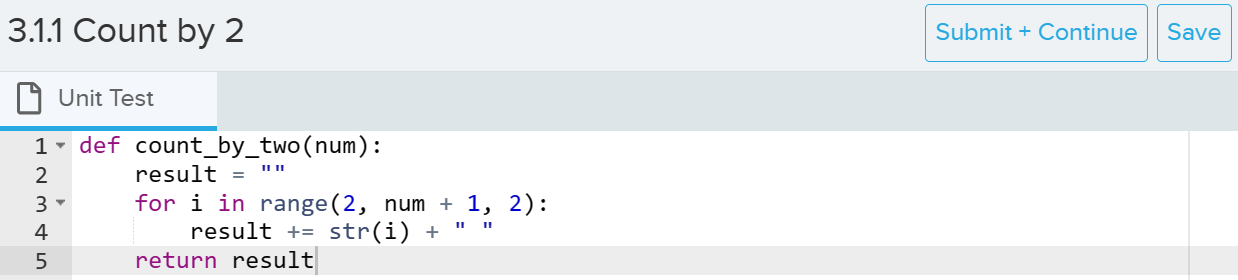 3.1.1 Count by 2
Submit + Continue
Save
Unit Test
1 def count_by_two(num):
2     result = ""
3     for i in range(2, num + 1, 2):
4         result += str(i) + " "
5     return result